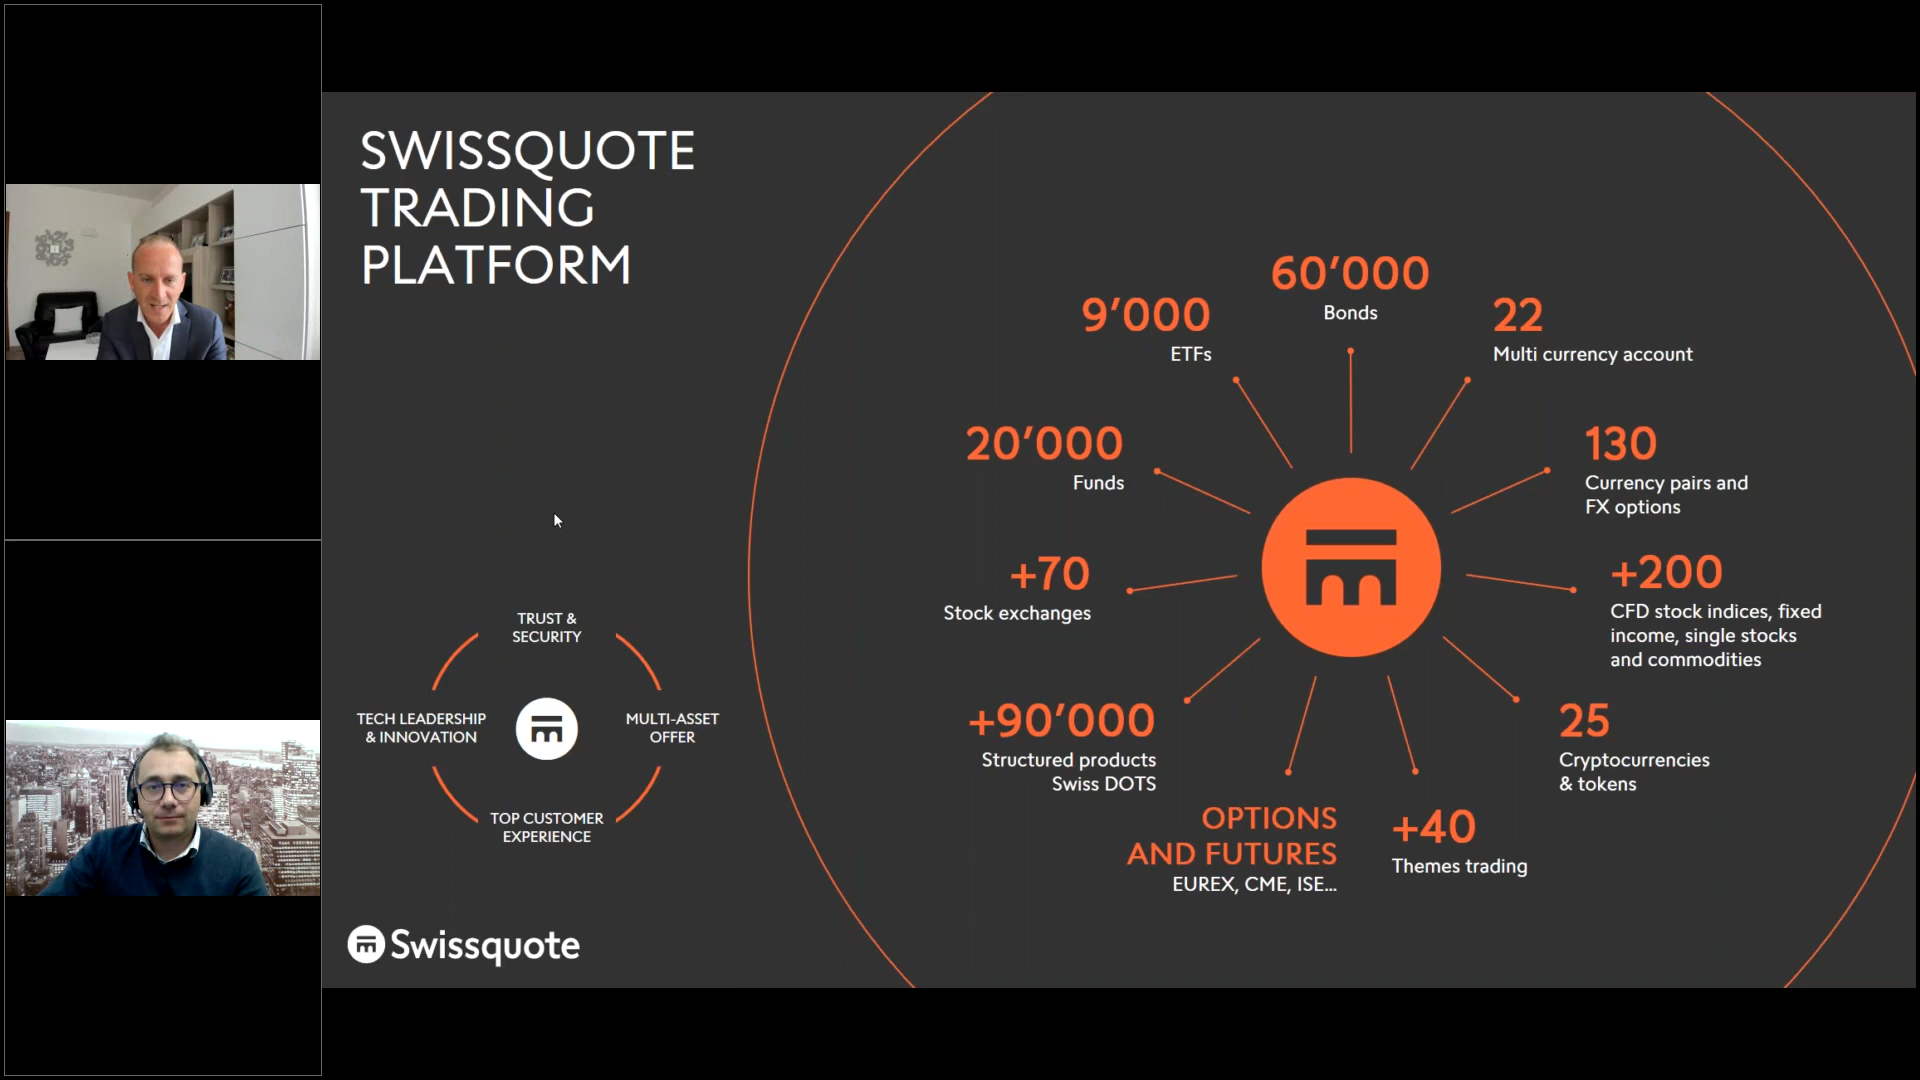 SWISSQUOTE
TRADING
PLATFORM
TRUST &
SECURITY
TECH LEADERSHIP
& INNOVATION
MULTI-ASSET
OFFER
TOP CUSTOMER
EXPERIENCE
Swissquote
60’000
Bonds
9’000
ETFs
22
Multi currency account
20’000
Funds
130
Currency pairs and
FX options
+70
Stock exchanges
+200
CFD stock indices, fixed
income, single stocks
and commodities
+90’000
Structured products
Swiss DOTS
25
Cryptocurrencies
& tokens
OPTIONS
AND FUTURES
EUREX, CME, ISE...
+40
Themes trading